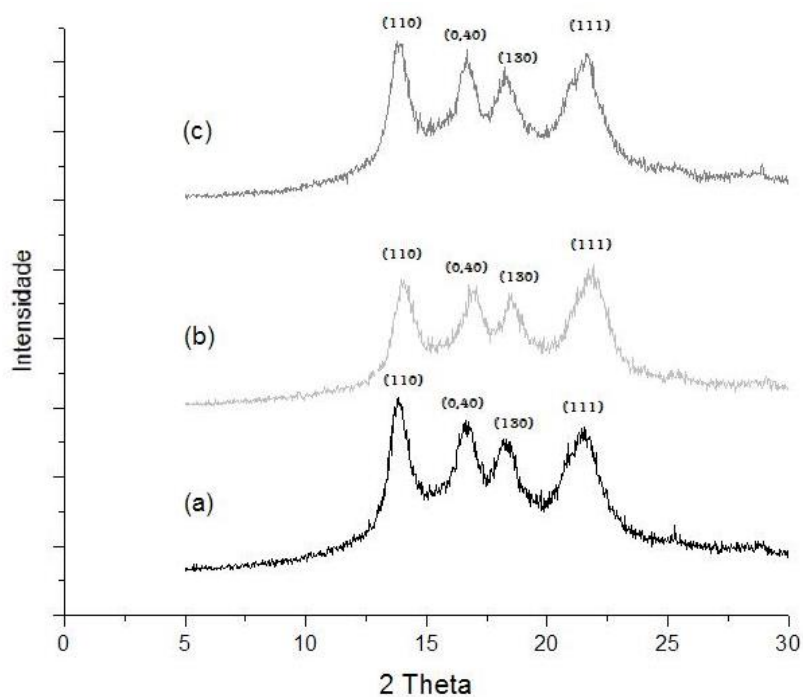 (110)
(0,40)
(130)
(111)
(c)
(110)
(0,40)
(130)
(111)
(b)
(110)
(0,40)
(130)
(111)
(a)
Intensidade
0 5 10 15 20 25 30
2 Theta